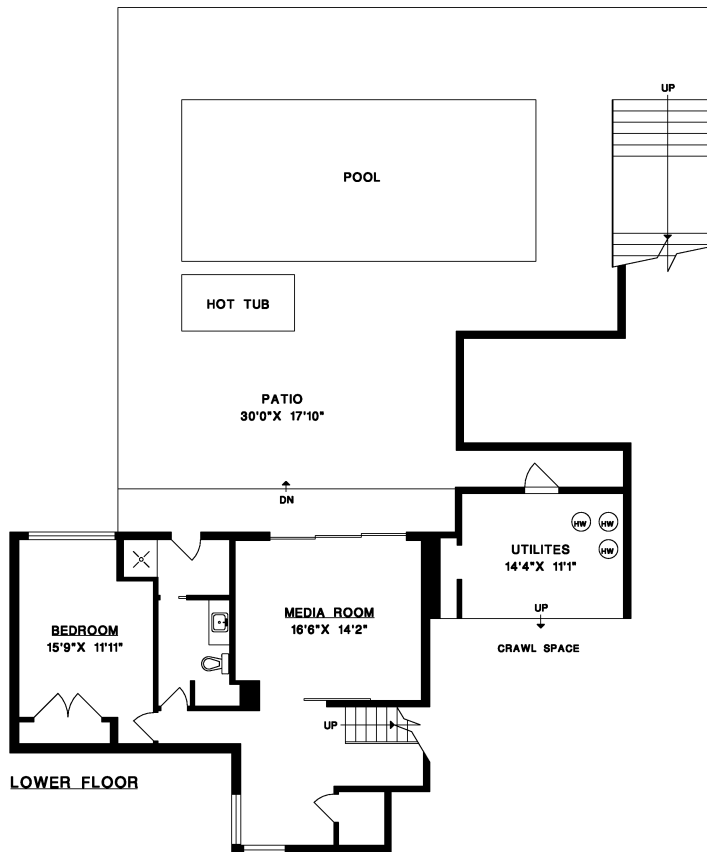 UP
POOL
HOT TUB
PATIO
30'0"X 17'10"
DN
HW
HW
HW
UTILITES
14'4"X 11'1"
MEDIA ROOM
16'6"X 14'2"
BEDROOM
15'9"X 11'11"
UP
CRAWL SPACE
UP
LOWER FLOOR